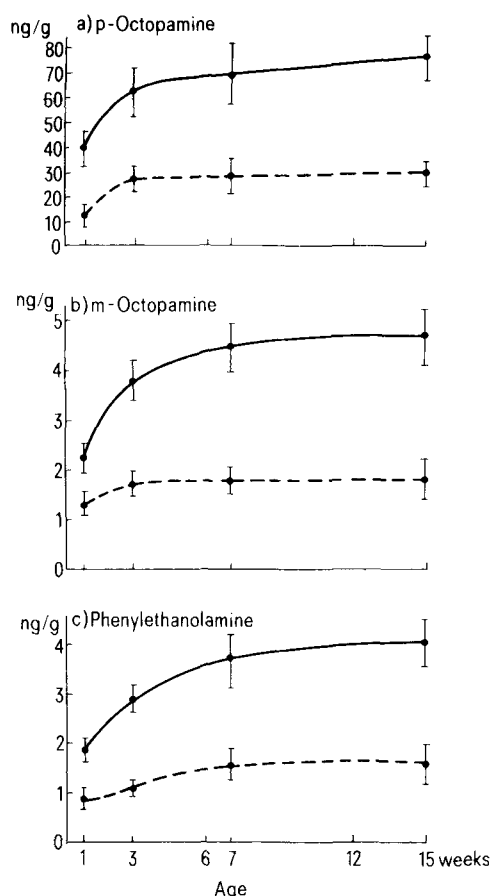 ng/g
a) p-Octopamine
80
70
60
50
40
30
20
10
0
ng/g
b) m-Octopamine
5
4
3
2
1
0
ng/g
c) Phenylethanolamine
4
3
2
1
0
1 3 6 7 12 15 weeks
Age